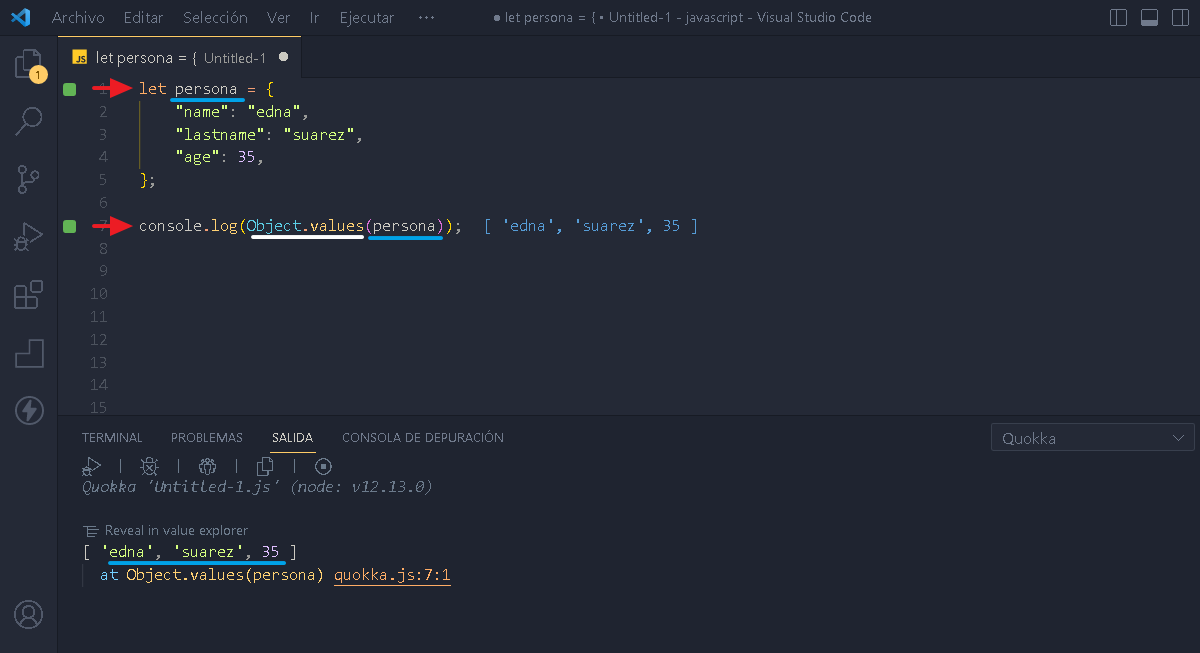 Archivo Editar Selección Ver Ir Ejecutar ··· ● let persona = { • Untitled-1 - javascript - Visual Studio Code
JS let persona = { Untitled-1 ●
1
1 let persona = {
2 "name": "edna",
3 "lastname": "suarez",
4 "age": 35,
5 };
6
7 console.log(Object.values(persona)); [ 'edna', 'suarez', 35 ]
8
9
10
11
12
13
14
15
TERMINAL PROBLEMAS SALIDA CONSOLA DE DEPURACIÓN Quokka
Quokka 'Untitled-1.js' (node: v12.13.0)
Reveal in value explorer
[ 'edna', 'suarez', 35 ]
at Object.values(persona) quokka.js:7:1